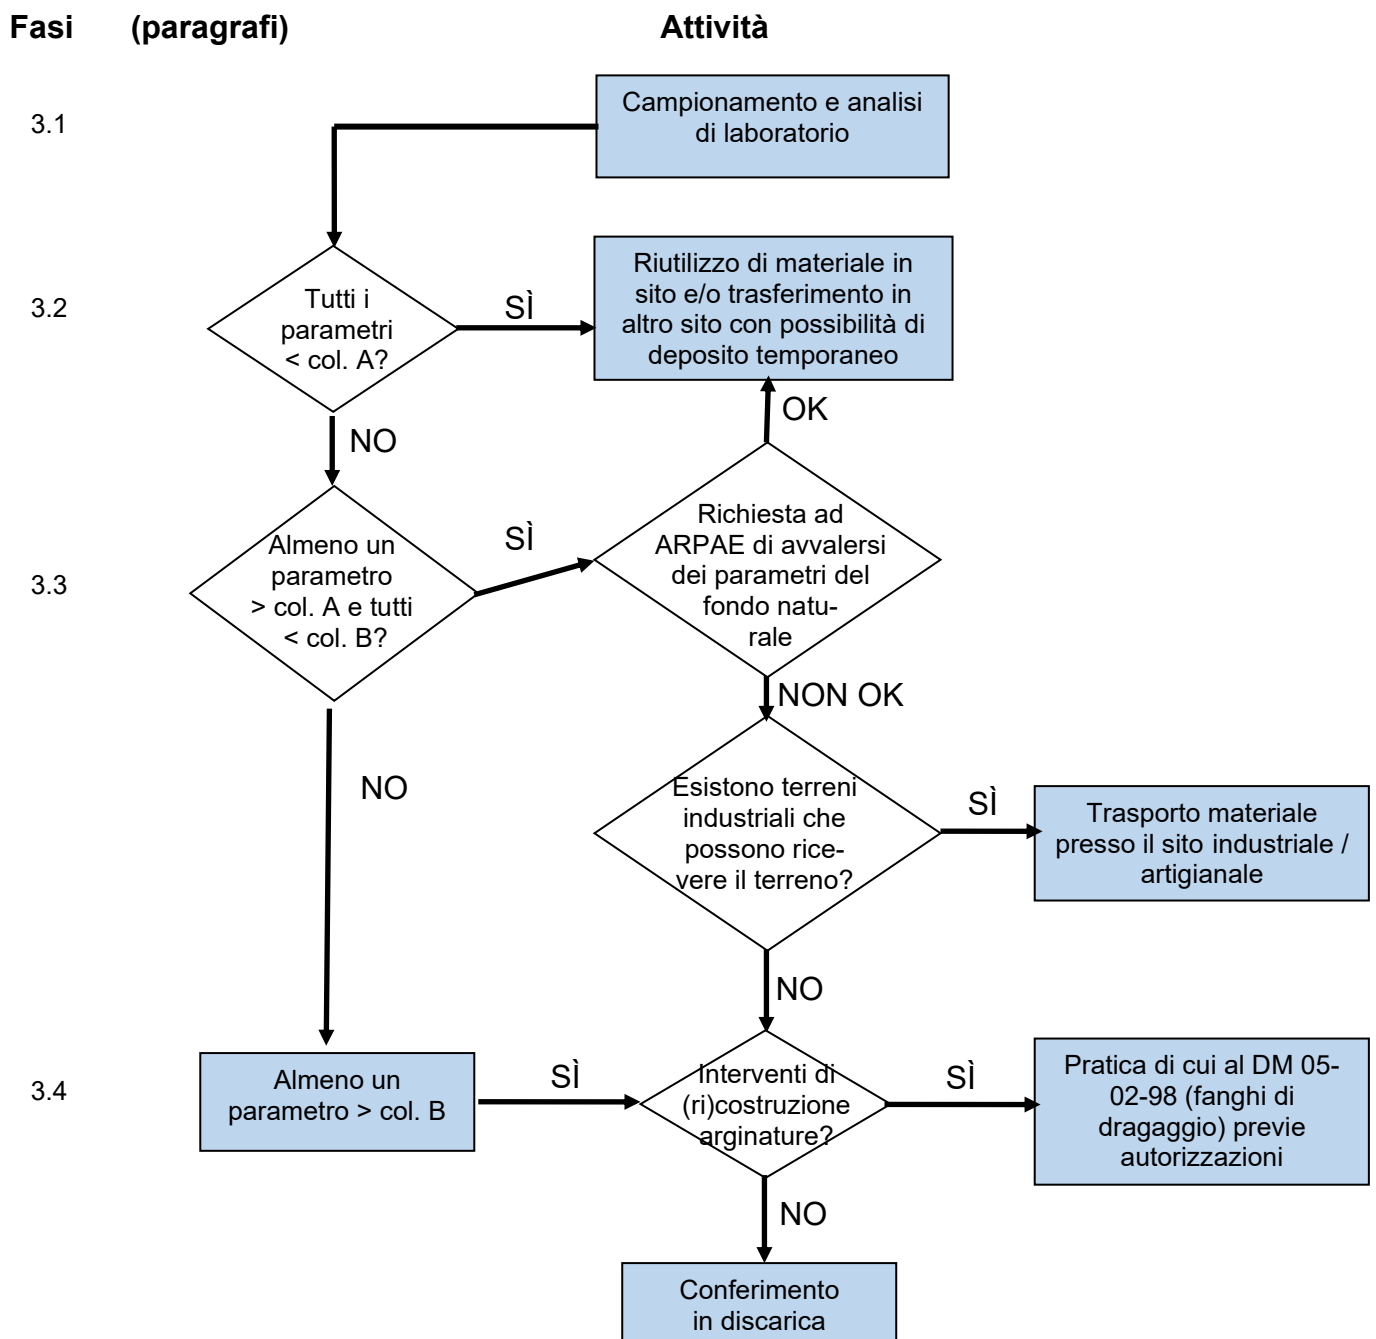 Fasi (paragrafi) Attività
3.1
Campionamento e analisi
di laboratorio
3.2
Tutti i
parametri
< col. A?
SÌ
Riutilizzo di materiale in
sito e/o trasferimento in
altro sito con possibilità di
deposito temporaneo
NO
OK
3.3
Almeno un
parametro
> col. A e tutti
< col. B?
SÌ
Richiesta ad
ARPAE di avvalersi
dei parametri del
fondo natu-
rale
NON OK
NO
Esistono terreni
industriali che
possono rice-
vere il terreno?
SÌ
Trasporto materiale
presso il sito industriale /
artigianale
NO
3.4
Almeno un
parametro > col. B
SÌ
Interventi di
(ri)costruzione
arginature?
SÌ
Pratica di cui al DM 05-
02-98 (fanghi di
dragaggio) previe
autorizzazioni
NO
Conferimento
in discarica